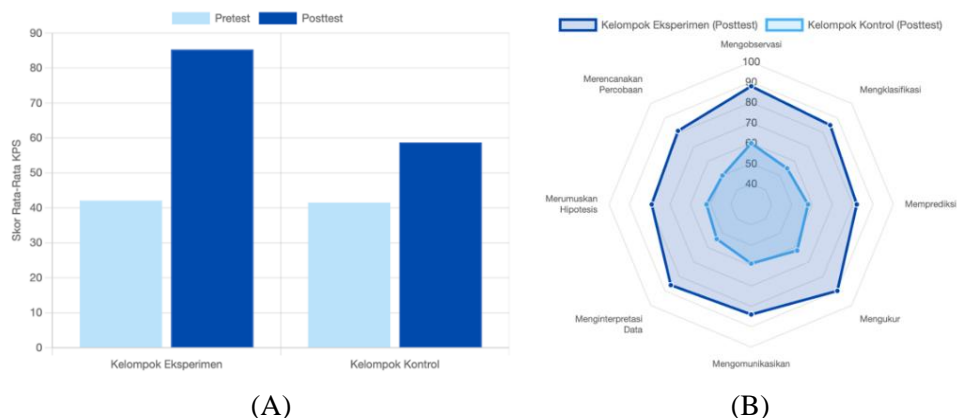 Pretest
Posttest
Skor Rata-Rata KPS
90
80
70
60
50
40
30
20
10
0
Kelompok Eksperimen
Kelompok Kontrol
(A)
Kelompok Eksperimen (Posttest)
Kelompok Kontrol (Posttest)
Mengobservasi
Mengklasifikasi
Memprediksi
Mengukur
Mengomunikasikan
Menginterpretasi
Data
Merumuskan
Hipotesis
Merencanakan
Percobaan
100
90
80
70
60
50
40
(B)